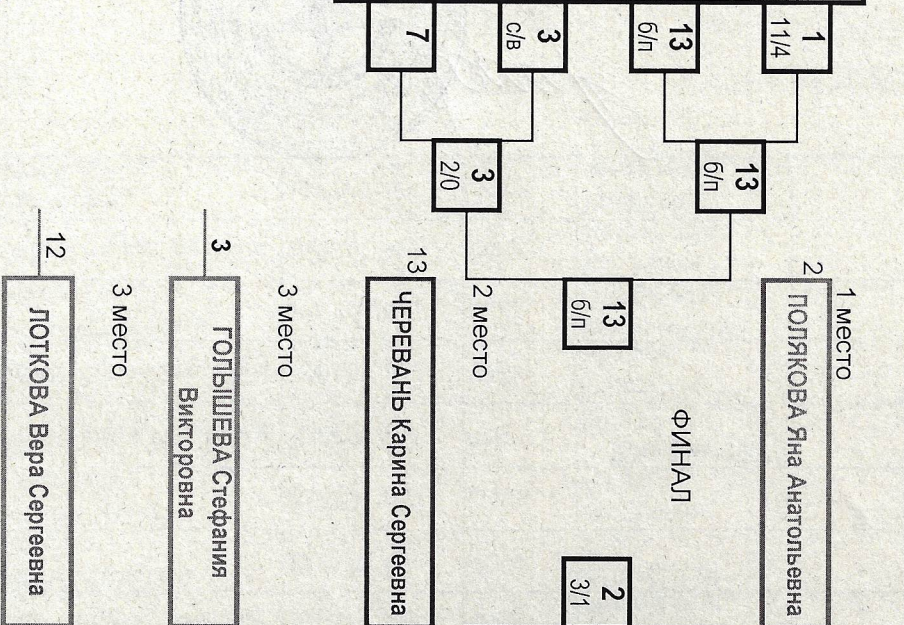 1 место
1
11/4
2
ПОЛЯКОВА Яна Анатольевна
13
б/п
13
б/п
ФИНАЛ
13
б/п
2
3/1
3
с/в
3
2/0
2 место
7
13
ЧЕРЕВАНЬ Карина Сергеевна
3 место
3
ГОЛЫШЕВА Стефания
Викторовна
3 место
12
ЛОТКОВА Вера Сергеевна